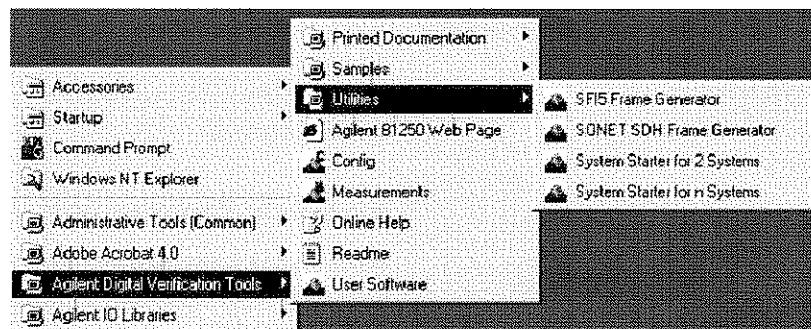 Accessories
Startup
Command Prompt
Windows NT Explorer
Administrative Tools (Common)
Adobe Acrobat 4.0
Agilent Digital Verification Tools
Agilent IO Libraries
Printed Documentation
Samples
Utilities
Agilent 81250 Web Page
Config
Measurements
Online Help
Readme
User Software
SFI5 Frame Generator
SONET SDH Frame Generator
System Starter for 2 Systems
System Starter for n Systems